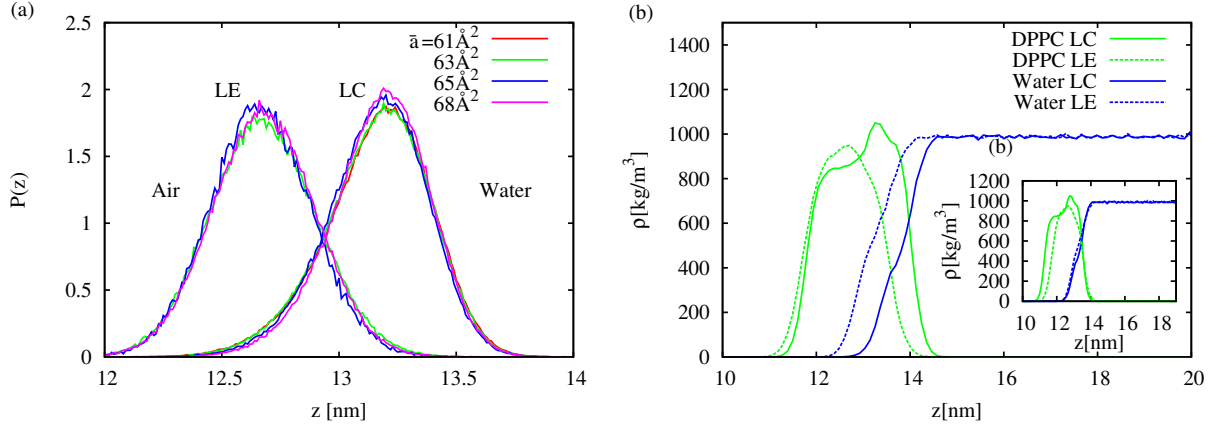 (a)
2.5
2
1.5
1
0.5
0
P(z)
ā=61Å²
63Å²
65Å²
68Å²
LE
LC
Air
Water
12
12.5
13
13.5
14
z [nm]
(b)
1400
1200
1000
800
600
400
200
0
ρ[kg/m³]
DPPC LC
DPPC LE
Water LC
Water LE
10
12
14
16
18
20
z[nm]
(b)
1200
1000
800
600
400
200
0
ρ[kg/m³]
10
12
14
16
18
z[nm]